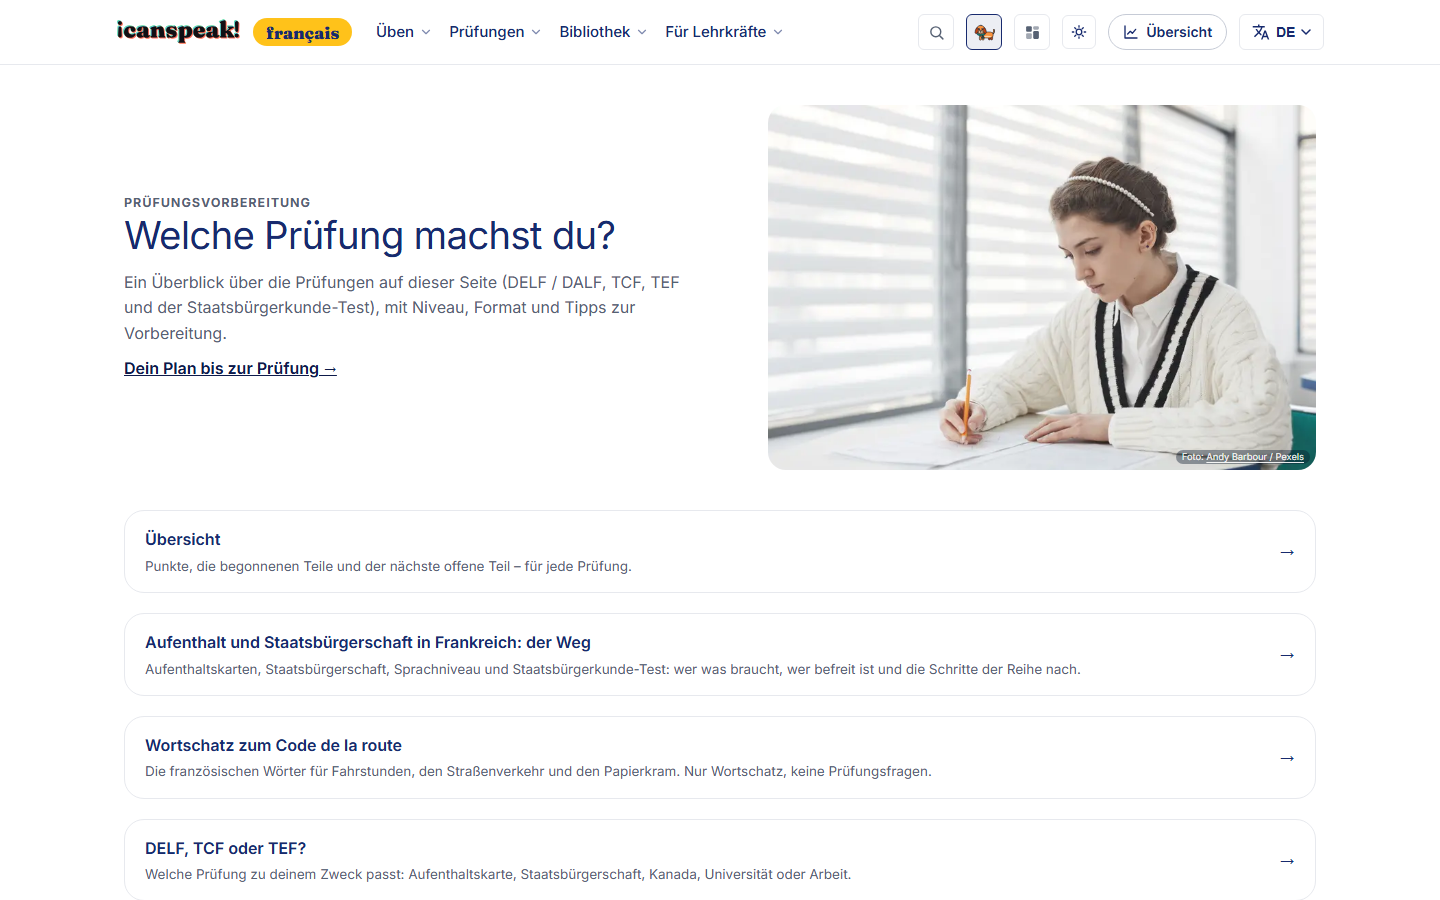 icanspeak! français Üben Prüfungen Bibliothek Für Lehrkräfte Übersicht DE
PRÜFUNGSVORBEREITUNG
Welche Prüfung machst du?
Ein Überblick über die Prüfungen auf dieser Seite (DELF / DALF, TCF, TEF
und der Staatsbürgerkunde-Test), mit Niveau, Format und Tipps zur
Vorbereitung.
Dein Plan bis zur Prüfung →
Foto: Andy Barbour / Pexels
Übersicht
Punkte, die begonnenen Teile und der nächste offene Teil – für jede Prüfung.
→
Aufenthalt und Staatsbürgerschaft in Frankreich: der Weg
Aufenthaltskarten, Staatsbürgerschaft, Sprachniveau und Staatsbürgerkunde-Test: wer was braucht, wer befreit ist und die Schritte der Reihe nach.
→
Wortschatz zum Code de la route
Die französischen Wörter für Fahrstunden, den Straßenverkehr und den Papierkram. Nur Wortschatz, keine Prüfungsfragen.
→
DELF, TCF oder TEF?
Welche Prüfung zu deinem Zweck passt: Aufenthaltskarte, Staatsbürgerschaft, Kanada, Universität oder Arbeit.
→